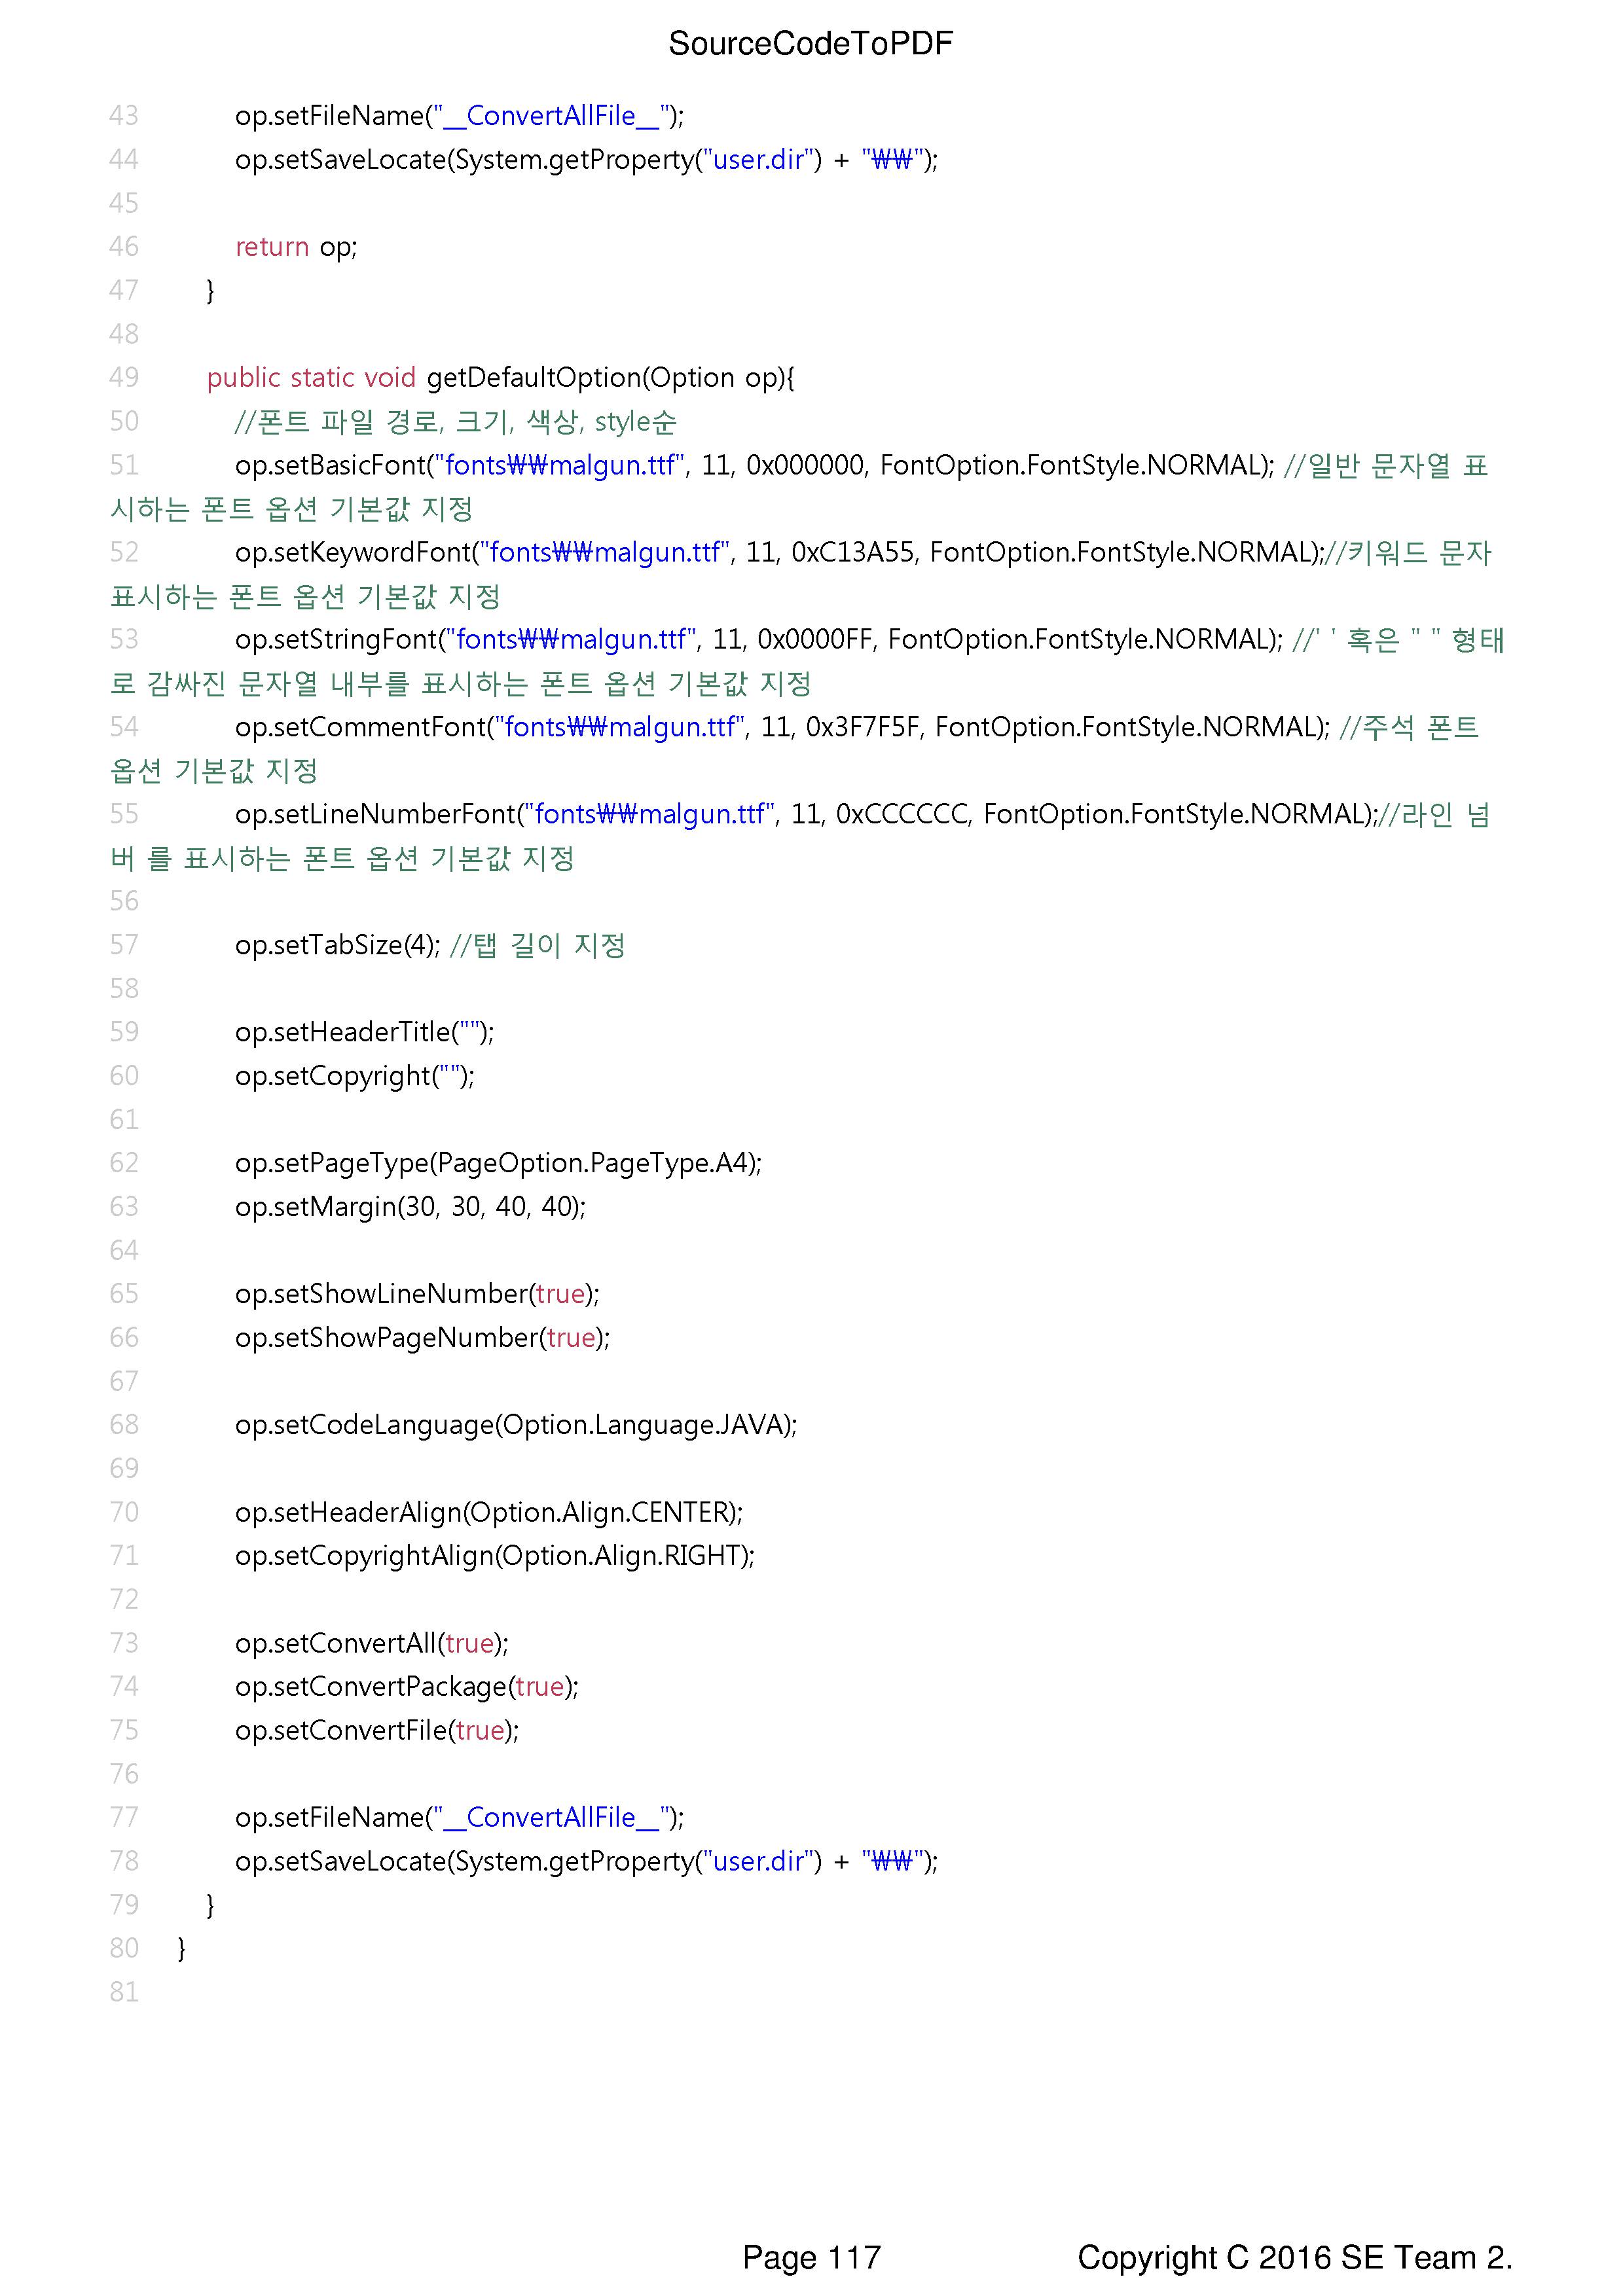 SourceCodeToPDF
43 op.setFileName("__ConvertAllFile__");
44 op.setSaveLocate(System.getProperty("user.dir") + "₩₩");
45
46 return op;
47 }
48
49 public static void getDefaultOption(Option op){
50 //폰트 파일 경로, 크기, 색상, style순
51 op.setBasicFont("fonts₩₩malgun.ttf", 11, 0x000000, FontOption.FontStyle.NORMAL); //일반 문자열 표
시하는 폰트 옵션 기본값 지정
52 op.setKeywordFont("fonts₩₩malgun.ttf", 11, 0xC13A55, FontOption.FontStyle.NORMAL);//키워드 문자
표시하는 폰트 옵션 기본값 지정
53 op.setStringFont("fonts₩₩malgun.ttf", 11, 0x0000FF, FontOption.FontStyle.NORMAL); //' ' 혹은 " " 형태
로 감싸진 문자열 내부를 표시하는 폰트 옵션 기본값 지정
54 op.setCommentFont("fonts₩₩malgun.ttf", 11, 0x3F7F5F, FontOption.FontStyle.NORMAL); //주석 폰트
옵션 기본값 지정
55 op.setLineNumberFont("fonts₩₩malgun.ttf", 11, 0xCCCCCC, FontOption.FontStyle.NORMAL);//라인 넘
버 를 표시하는 폰트 옵션 기본값 지정
56
57 op.setTabSize(4); //탭 길이 지정
58
59 op.setHeaderTitle("");
60 op.setCopyright("");
61
62 op.setPageType(PageOption.PageType.A4);
63 op.setMargin(30, 30, 40, 40);
64
65 op.setShowLineNumber(true);
66 op.setShowPageNumber(true);
67
68 op.setCodeLanguage(Option.Language.JAVA);
69
70 op.setHeaderAlign(Option.Align.CENTER);
71 op.setCopyrightAlign(Option.Align.RIGHT);
72
73 op.setConvertAll(true);
74 op.setConvertPackage(true);
75 op.setConvertFile(true);
76
77 op.setFileName("__ConvertAllFile__");
78 op.setSaveLocate(System.getProperty("user.dir") + "₩₩");
79 }
80 }
81
Page 117 Copyright C 2016 SE Team 2.